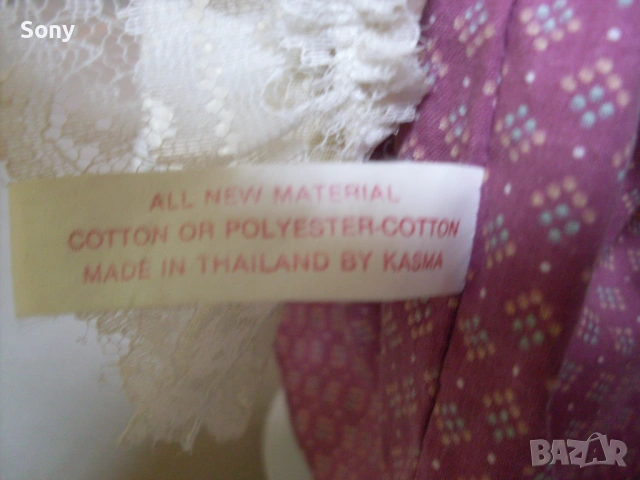 Sony
ALL NEW MATERIAL
COTTON OR POLYESTER-COTTON
MADE IN THAILAND BY KASMA
BAZAR